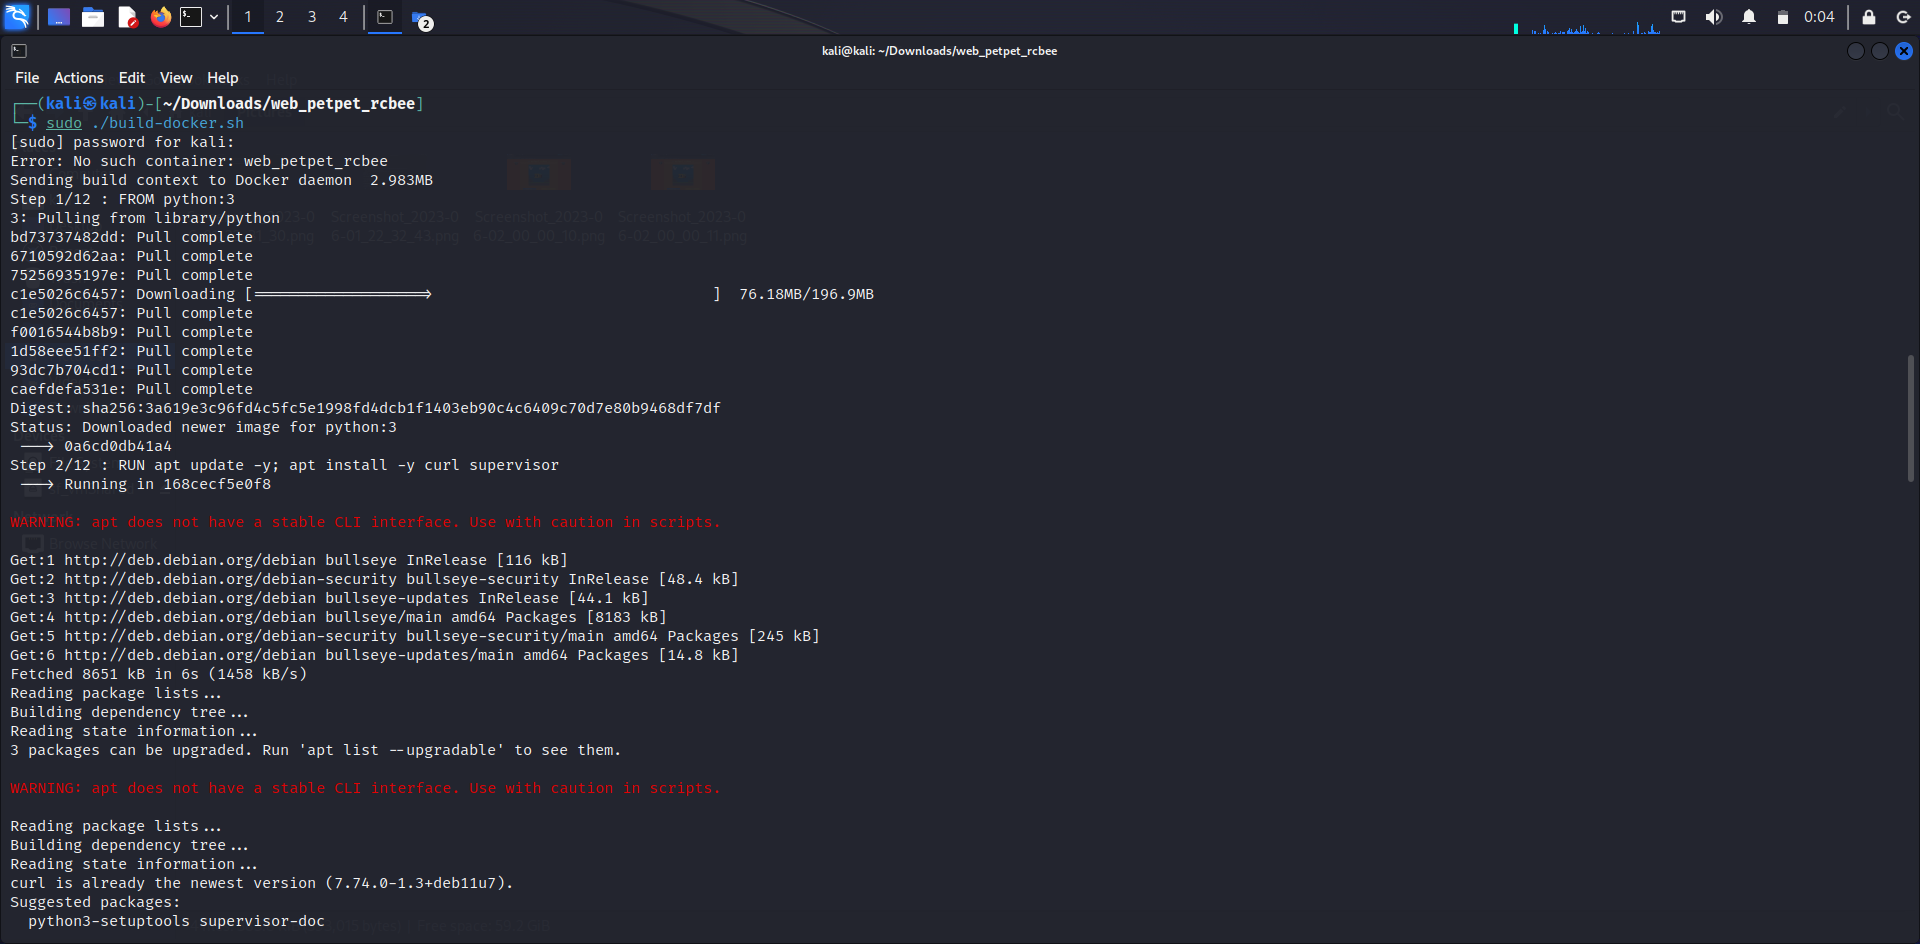 1 2 3 4 2 0:04
kali@kali: ~/Downloads/web_petpet_rcbee
File Actions Edit View Help
┌──(kali㉿kali)-[~/Downloads/web_petpet_rcbee]
└─$ sudo ./build-docker.sh
[sudo] password for kali:
Error: No such container: web_petpet_rcbee
Sending build context to Docker daemon  2.983MB
Step 1/12 : FROM python:3
3: Pulling from library/python
bd73737482dd: Pull complete
6710592d62aa: Pull complete
75256935197e: Pull complete
c1e5026c6457: Downloading [==================>                                ]  76.18MB/196.9MB
c1e5026c6457: Pull complete
f0016544b8b9: Pull complete
1d58eee51ff2: Pull complete
93dc7b704cd1: Pull complete
caefdefa531e: Pull complete
Digest: sha256:3a619e3c96fd4c5fc5e1998fd4dcb1f1403eb90c4c6409c70d7e80b9468df7df
Status: Downloaded newer image for python:3
 ---> 0a6cd0db41a4
Step 2/12 : RUN apt update -y; apt install -y curl supervisor
 ---> Running in 168cecf5e0f8
WARNING: apt does not have a stable CLI interface. Use with caution in scripts.
Get:1 http://deb.debian.org/debian bullseye InRelease [116 kB]
Get:2 http://deb.debian.org/debian-security bullseye-security InRelease [48.4 kB]
Get:3 http://deb.debian.org/debian bullseye-updates InRelease [44.1 kB]
Get:4 http://deb.debian.org/debian bullseye/main amd64 Packages [8183 kB]
Get:5 http://deb.debian.org/debian-security bullseye-security/main amd64 Packages [245 kB]
Get:6 http://deb.debian.org/debian bullseye-updates/main amd64 Packages [14.8 kB]
Fetched 8651 kB in 6s (1458 kB/s)
Reading package lists...
Building dependency tree...
Reading state information...
3 packages can be upgraded. Run 'apt list --upgradable' to see them.
WARNING: apt does not have a stable CLI interface. Use with caution in scripts.
Reading package lists...
Building dependency tree...
Reading state information...
curl is already the newest version (7.74.0-1.3+deb11u7).
Suggested packages:
  python3-setuptools supervisor-doc